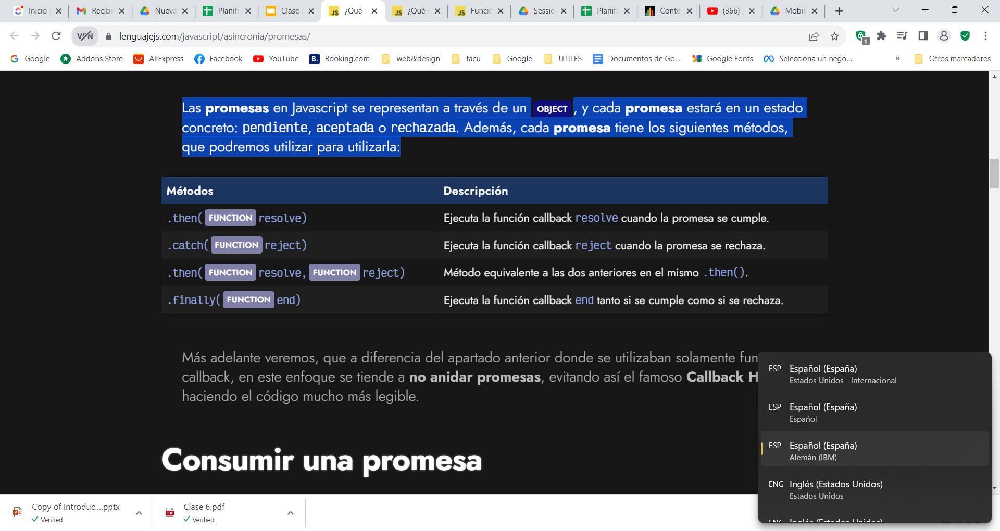 Inicio
Recibi
Nueva
Planifi
Clase
¿Qué
¿Qué
Funcio
Sessio
Planifi
Conte
(366)
Mobil
VPN
lenguajejs.com/javascript/asincronia/promesas/
1
Google
Addons Store
AliExpress
Facebook
YouTube
Booking.com
web&design
facu
Google
UTILES
Documentos de Go...
Google Fonts
Selecciona un nego...
»
Otros marcadores
Las promesas en Javascript se representan a través de un OBJECT , y cada promesa estará en un estado
concreto: pendiente, aceptada o rechazada. Además, cada promesa tiene los siguientes métodos,
que podremos utilizar para utilizarla:
Métodos Descripción
.then( FUNCTION resolve) Ejecuta la función callback resolve cuando la promesa se cumple.
.catch( FUNCTION reject) Ejecuta la función callback reject cuando la promesa se rechaza.
.then( FUNCTION resolve, FUNCTION reject) Método equivalente a las dos anteriores en el mismo .then().
.finally( FUNCTION end) Ejecuta la función callback end tanto si se cumple como si se rechaza.
Más adelante veremos, que a diferencia del apartado anterior donde se utilizaban solamente fun
callback, en este enfoque se tiende a no anidar promesas, evitando así el famoso Callback H
haciendo el código mucho más legible.
Consumir una promesa
ESP Español (España)
Estados Unidos - Internacional
ESP Español (España)
Español
ESP Español (España)
Alemán (IBM)
ENG Inglés (Estados Unidos)
Estados Unidos
ENG Inglés (Estados Unidos)
Copy of Introduc....pptx
Verified
PDF
Clase 6.pdf
Verified